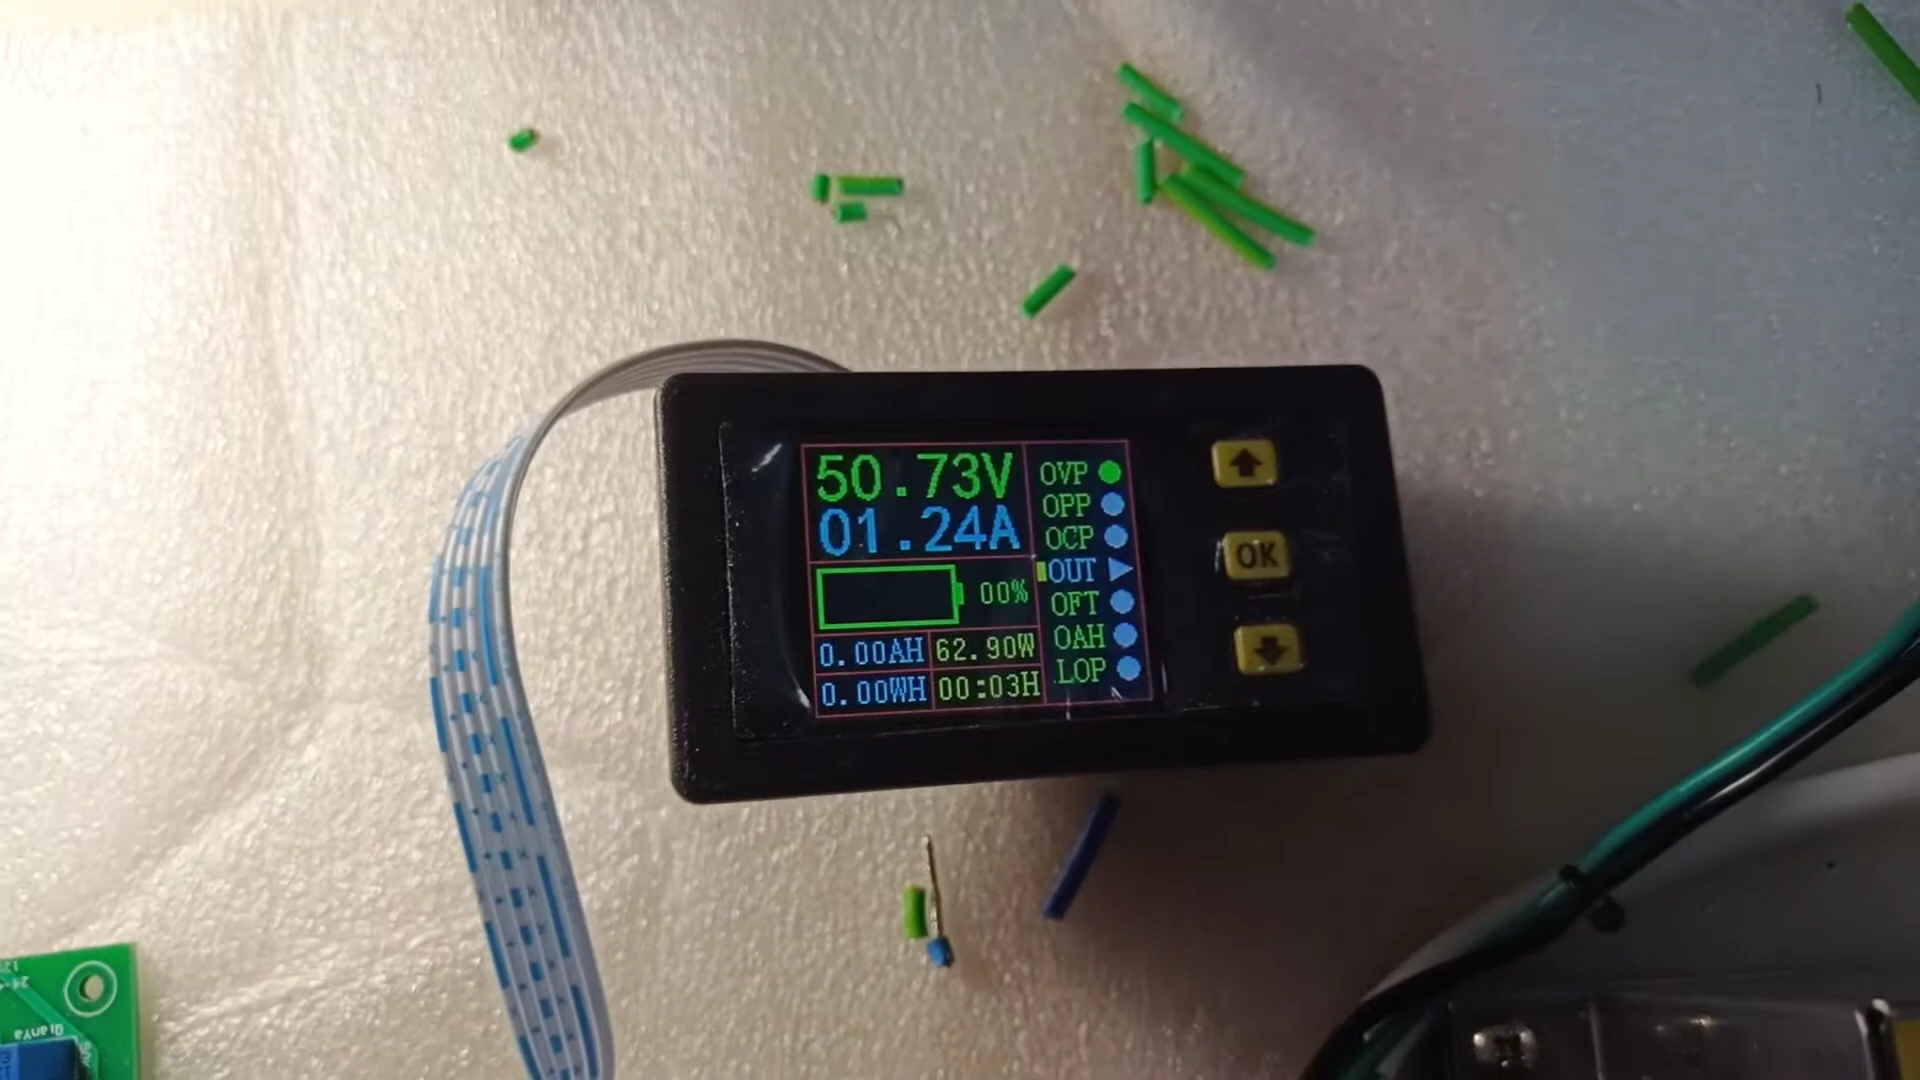 50.73V
01.24A
00%
0.00AH 62.90W
0.00WH 00:03H
OVP
OPP
OCP
OUT
OFT
OAH
LOP
OK